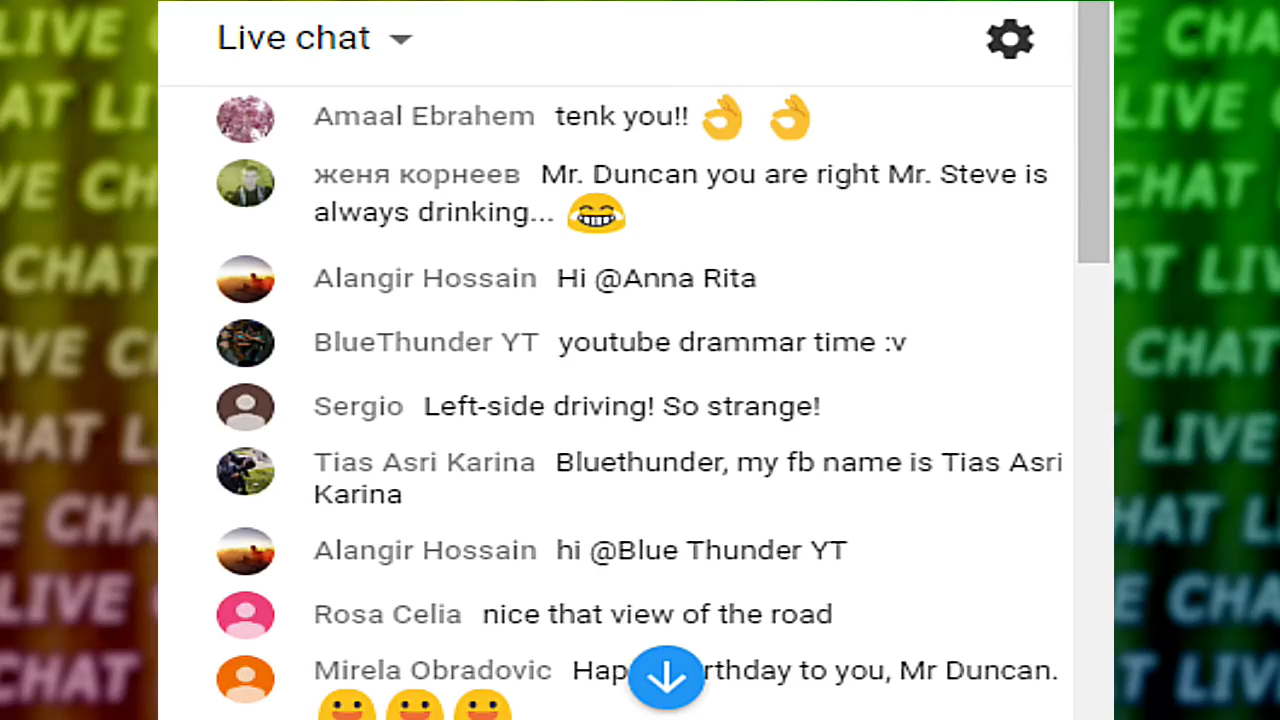 Live chat
Amaal Ebrahem tenk you!! 👌 👌
женя корнеев Mr. Duncan you are right Mr. Steve is
always drinking... 😂
Alangir Hossain Hi @Anna Rita
BlueThunder YT youtube drammar time :v
Sergio Left-side driving! So strange!
Tias Asri Karina Bluethunder, my fb name is Tias Asri
Karina
Alangir Hossain hi @Blue Thunder YT
Rosa Celia nice that view of the road
Mirela Obradovic to you, Mr Duncan.